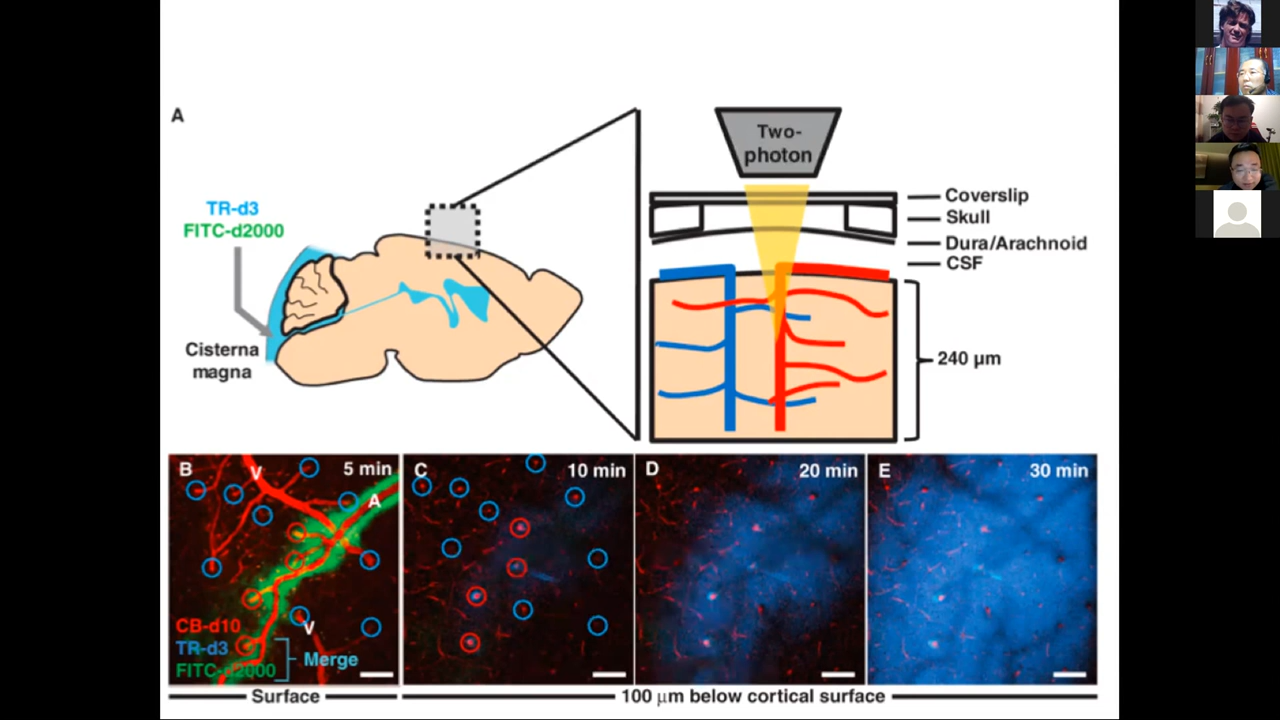 A
Two-
photon
TR-d3
FITC-d2000
Cisterna
magna
Coverslip
Skull
Dura/Arachnoid
CSF
240 µm
B
V
5 min
A
V
CB-d10
TR-d3
FITC-d2000
Merge
C
10 min
D
20 min
E
30 min
Surface
100 µm below cortical surface